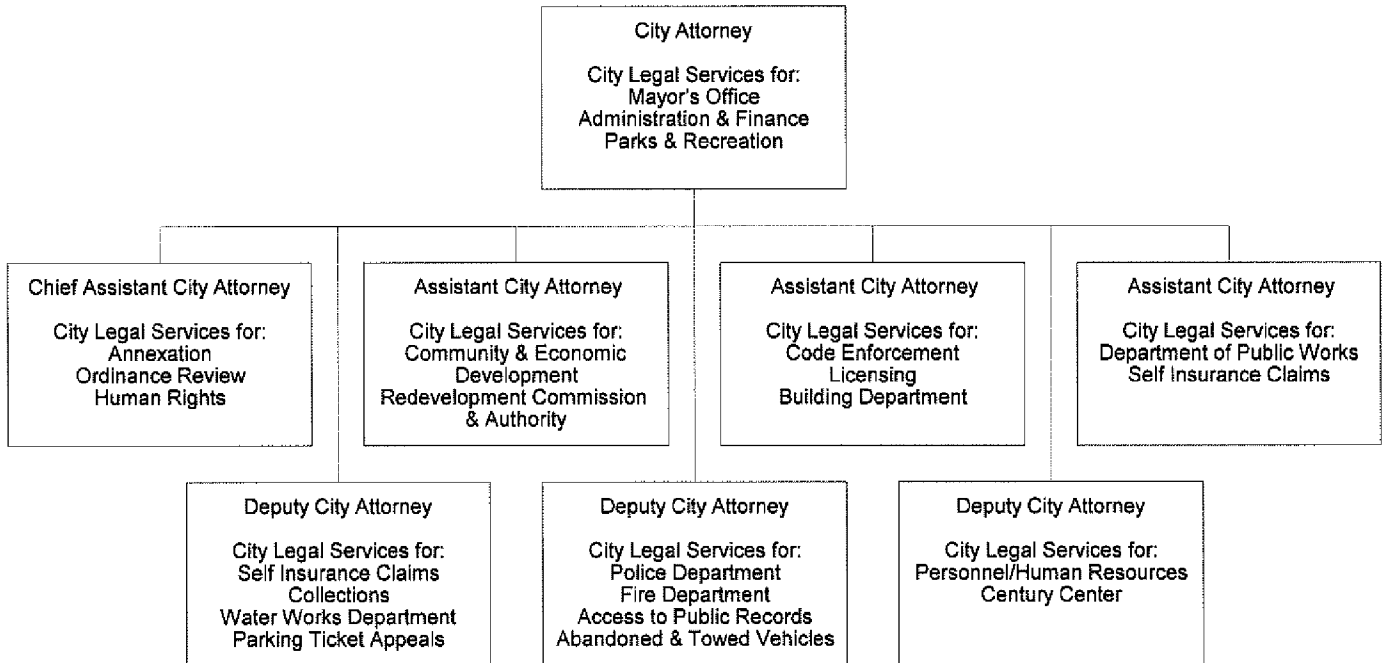 City Attorney
City Legal Services for:
Mayor's Office
Administration & Finance
Parks & Recreation
Chief Assistant City Attorney
City Legal Services for:
Annexation
Ordinance Review
Human Rights
Assistant City Attorney
City Legal Services for:
Community & Economic
Development
Redevelopment Commission
& Authority
Assistant City Attorney
City Legal Services for:
Code Enforcement
Licensing
Building Department
Assistant City Attorney
City Legal Services for:
Department of Public Works
Self Insurance Claims
Deputy City Attorney
City Legal Services for:
Self Insurance Claims
Collections
Water Works Department
Parking Ticket Appeals
Deputy City Attorney
City Legal Services for:
Police Department
Fire Department
Access to Public Records
Abandoned & Towed Vehicles
Deputy City Attorney
City Legal Services for:
Personnel/Human Resources
Century Center